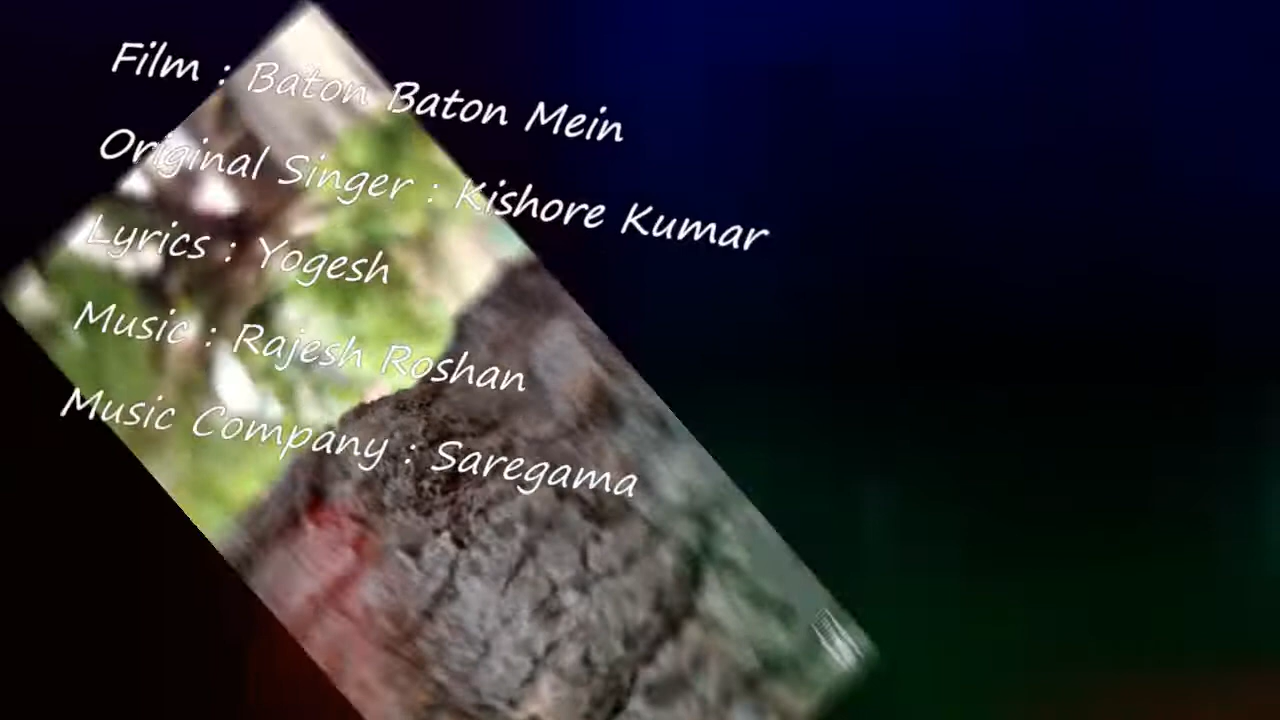 Film : Baton Baton Mein
Original Singer : Kishore Kumar
Lyrics : Yogesh
Music : Rajesh Roshan
Music Company : Saregama